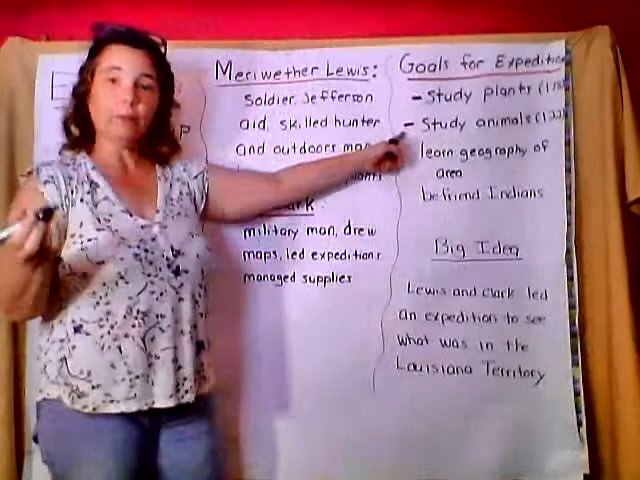 Meriwether Lewis:
Soldier, Jefferson
aid, skilled hunter
and outdoors man
military man, drew
maps, led expeditions
managed supplies
Goals for Expedition
- Study plants
- Study animals
learn geography of
area
befriend Indians
Big Idea
Lewis and Clark led
an expedition to see
what was in the
Louisiana Territory